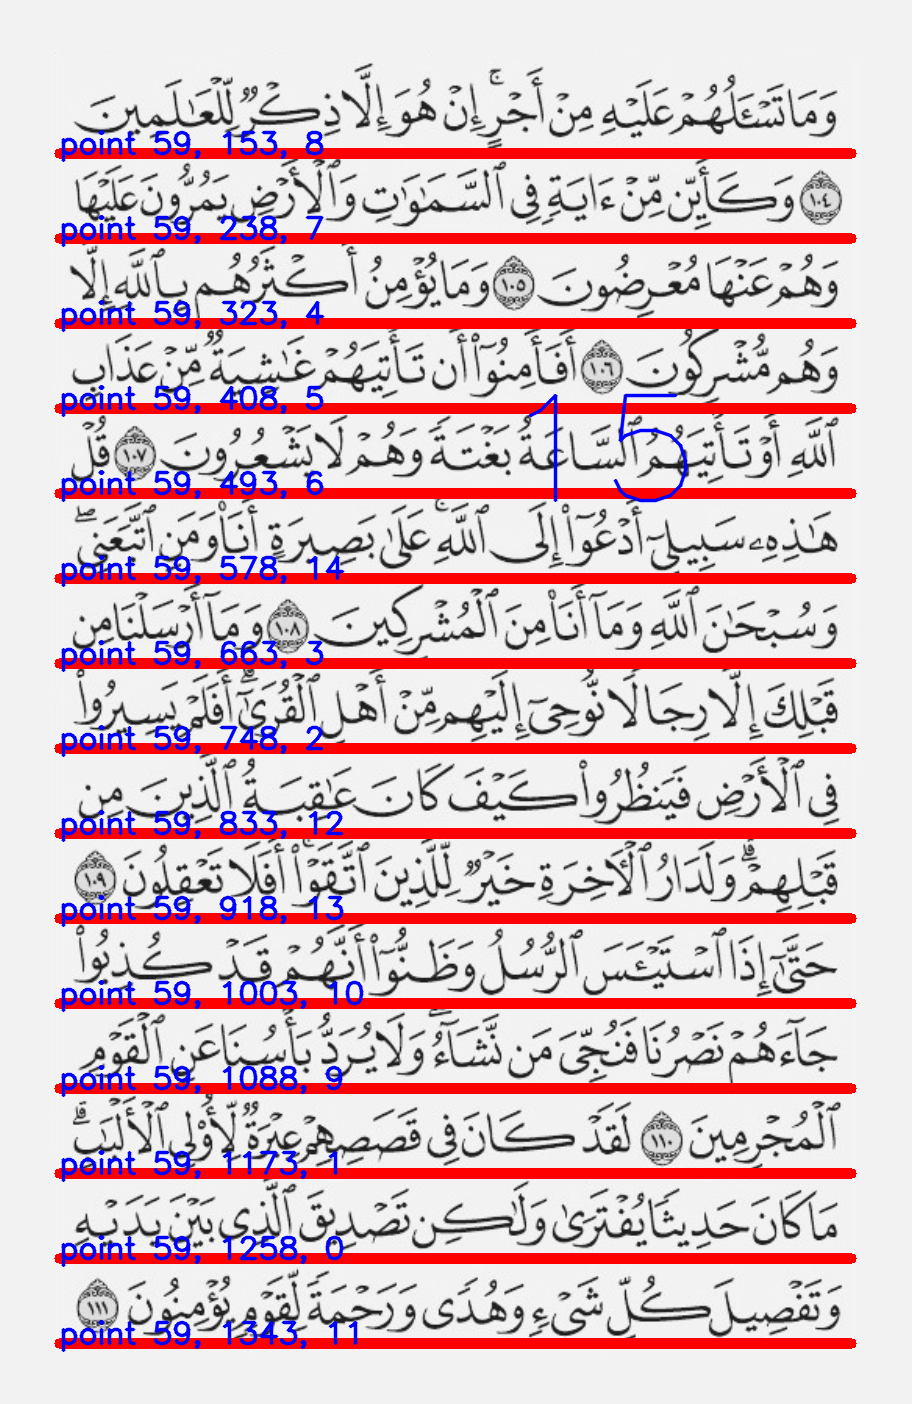 وَمَا تَسْـَٔلُهُمْ عَلَيْهِ مِنْ أَجْرٍ ۚ إِنْ هُوَ إِلَّا ذِكْرٌ لِّلْعَـٰلَمِينَ
point 59, 153, 8
١٠٤ وَكَأَيِّن مِّنْ ءَايَةٍ فِى ٱلسَّمَـٰوَٰتِ وَٱلْأَرْضِ يَمُرُّونَ عَلَيْهَا
point 59, 238, 7
وَهُمْ عَنْهَا مُعْرِضُونَ ١٠٥ وَمَا يُؤْمِنُ أَكْثَرُهُم بِٱللَّهِ إِلَّا
point 59, 323, 4
وَهُم مُّشْرِكُونَ ١٠٦ أَفَأَمِنُوٓا۟ أَن تَأْتِيَهُمْ غَـٰشِيَةٌ مِّنْ عَذَابِ
point 59, 408, 5
ٱللَّهِ أَوْ تَأْتِيَهُمُ ٱلسَّاعَةُ بَغْتَةً وَهُمْ لَا يَشْعُرُونَ ١٠٧ قُلْ
15
point 59, 493, 6
هَـٰذِهِۦ سَبِيلِىٓ أَدْعُوٓا۟ إِلَى ٱللَّهِ ۚ عَلَىٰ بَصِيرَةٍ أَنَا۠ وَمَنِ ٱتَّبَعَنِى ۖ
point 59, 578, 14
وَسُبْحَـٰنَ ٱللَّهِ وَمَآ أَنَا۠ مِنَ ٱلْمُشْرِكِينَ ١٠٨ وَمَآ أَرْسَلْنَا مِن
point 59, 663, 3
قَبْلِكَ إِلَّا رِجَالًا نُّوحِىٓ إِلَيْهِم مِّنْ أَهْلِ ٱلْقُرَىٰٓ ۗ أَفَلَمْ يَسِيرُوا۟
point 59, 748, 2
فِى ٱلْأَرْضِ فَيَنظُرُوا۟ كَيْفَ كَانَ عَـٰقِبَةُ ٱلَّذِينَ مِن
point 59, 833, 12
قَبْلِهِمْ ۗ وَلَدَارُ ٱلْـَٔاخِرَةِ خَيْرٌ لِّلَّذِينَ ٱتَّقَوْا۟ ۗ أَفَلَا تَعْقِلُونَ ١٠٩
point 59, 918, 13
حَتَّىٰٓ إِذَا ٱسْتَيْـَٔسَ ٱلرُّسُلُ وَظَنُّوٓا۟ أَنَّهُمْ قَدْ كُذِبُوا۟
point 59, 1003, 10
جَآءَهُمْ نَصْرُنَا فَنُجِّىَ مَن نَّشَآءُ ۖ وَلَا يُرَدُّ بَأْسُنَا عَنِ ٱلْقَوْمِ
point 59, 1088, 9
ٱلْمُجْرِمِينَ ١١٠ لَقَدْ كَانَ فِى قَصَصِهِمْ عِبْرَةٌ لِّأُو۟لِى ٱلْأَلْبَـٰبِ ۗ
point 59, 1173, 1
مَا كَانَ حَدِيثًا يُفْتَرَىٰ وَلَـٰكِن تَصْدِيقَ ٱلَّذِى بَيْنَ يَدَيْهِ
point 59, 1258, 0
وَتَفْصِيلَ كُلِّ شَىْءٍ وَهُدًى وَرَحْمَةً لِّقَوْمٍ يُؤْمِنُونَ ١١١
point 59, 1343, 11